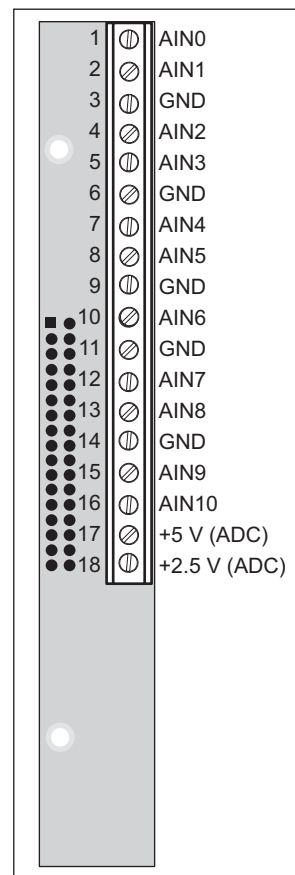 1 AIN0
2 AIN1
3 GND
4 AIN2
5 AIN3
6 GND
7 AIN4
8 AIN5
9 GND
10 AIN6
11 GND
12 AIN7
13 AIN8
14 GND
15 AIN9
16 AIN10
17 +5 V (ADC)
18 +2.5 V (ADC)